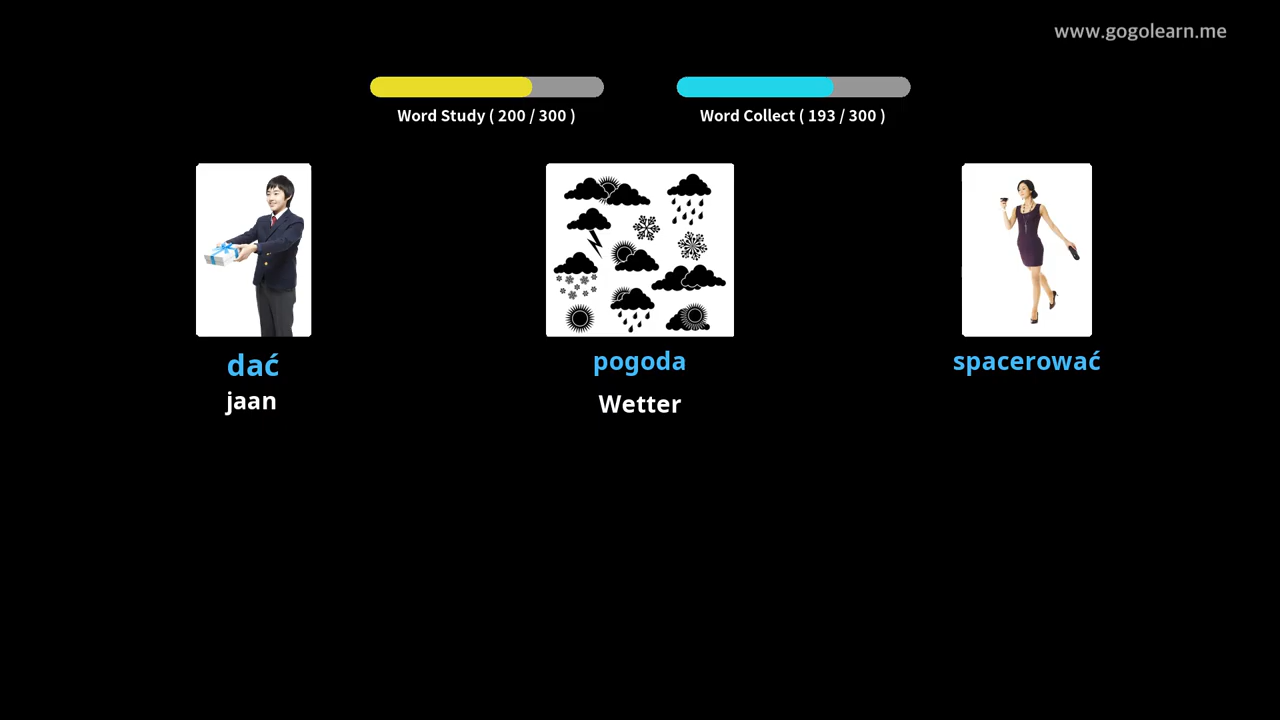 www.gogolearn.me
Word Study ( 200 / 300 )
Word Collect ( 193 / 300 )
dać
pogoda
spacerować
jaan
Wetter